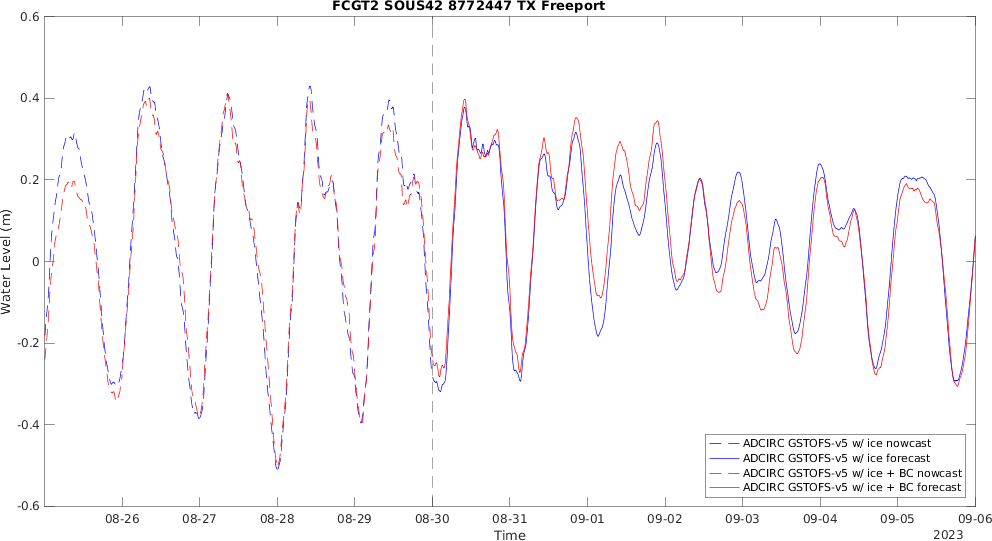 FCGT2 SOUS42 8772447 TX Freeport
0.6
0.4
0.2
0
-0.2
-0.4
-0.6
Water Level (m)
ADCIRC GSTOFS-v5 w/ ice nowcast
ADCIRC GSTOFS-v5 w/ ice forecast
ADCIRC GSTOFS-v5 w/ ice + BC nowcast
ADCIRC GSTOFS-v5 w/ ice + BC forecast
08-26 08-27 08-28 08-29 08-30 08-31 09-01 09-02 09-03 09-04 09-05 09-06
Time
2023